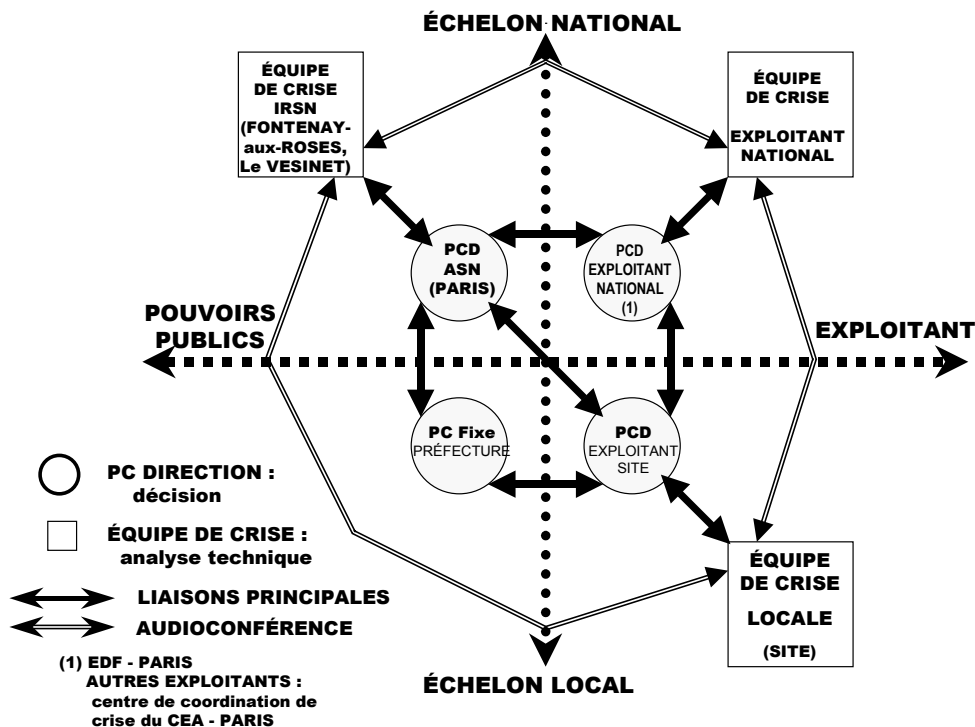 ÉCHELON NATIONAL
ÉQUIPE
DE CRISE
IRSN
(FONTENAY-
aux-ROSES,
Le VESINET)
ÉQUIPE
DE CRISE
EXPLOITANT
NATIONAL
PCD
ASN
(PARIS)
PCD
EXPLOITANT
NATIONAL
(1)
POUVOIRS
PUBLICS
EXPLOITANT
PC Fixe
PRÉFECTURE
PCD
EXPLOITANT
SITE
PC DIRECTION :
décision
ÉQUIPE DE CRISE :
analyse technique
LIAISONS PRINCIPALES
AUDIOCONFÉRENCE
(1) EDF - PARIS
AUTRES EXPLOITANTS :
centre de coordination de
crise du CEA - PARIS
ÉQUIPE
DE CRISE
LOCALE
(SITE)
ÉCHELON LOCAL